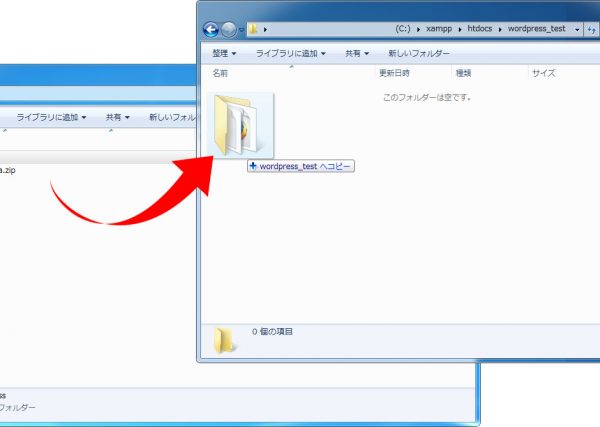 (C:) ▸ xampp ▸ htdocs ▸ wordpress_test
整理 ライブラリに追加 共有 新しいフォルダー
名前 更新日時 種類 サイズ
このフォルダーは空です。
wordpress_test へコピー
0 個の項目
ライブラリに追加 共有 新しいフォル
a.zip
ss
フォルダー